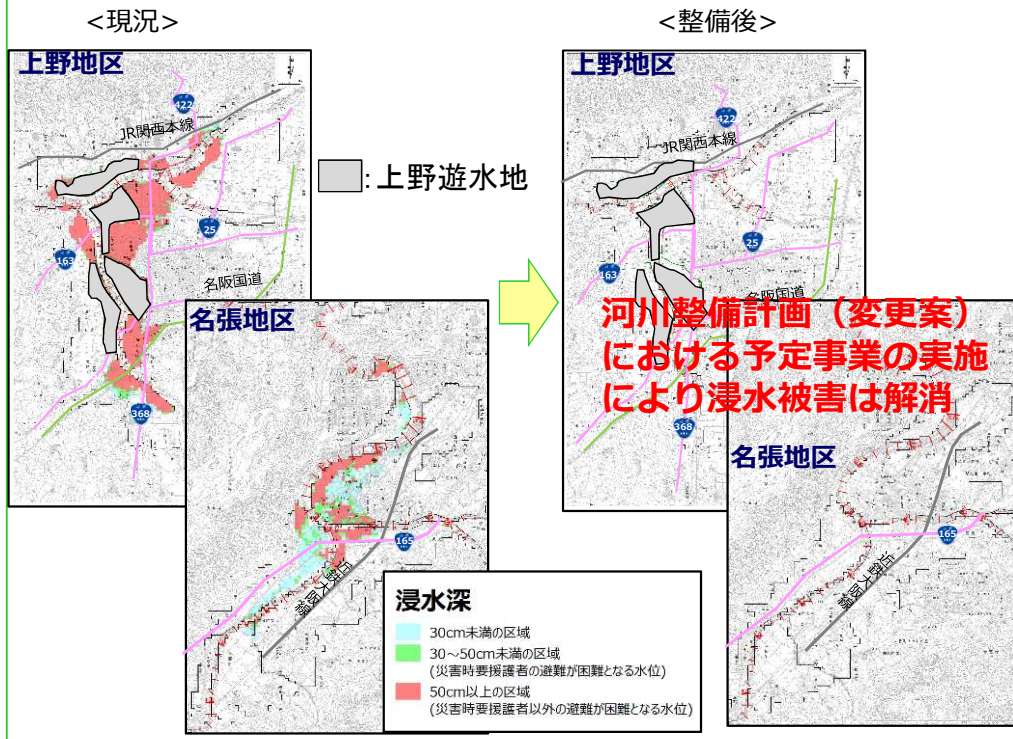 <現況>
<整備後>
上野地区
422
JR関西本線
25
163
名阪国道
368
:上野遊水地
名張地区
165
近鉄大阪線
浸水深
30cm未満の区域
30~50cm未満の区域
(災害時要援護者の避難が困難となる水位)
50cm以上の区域
(災害時要援護者以外の避難が困難となる水位)
上野地区
422
JR関西本線
25
163
名阪国道
河川整備計画(変更案)
における予定事業の実施
により浸水被害は解消
368
名張地区
165
近鉄大阪線